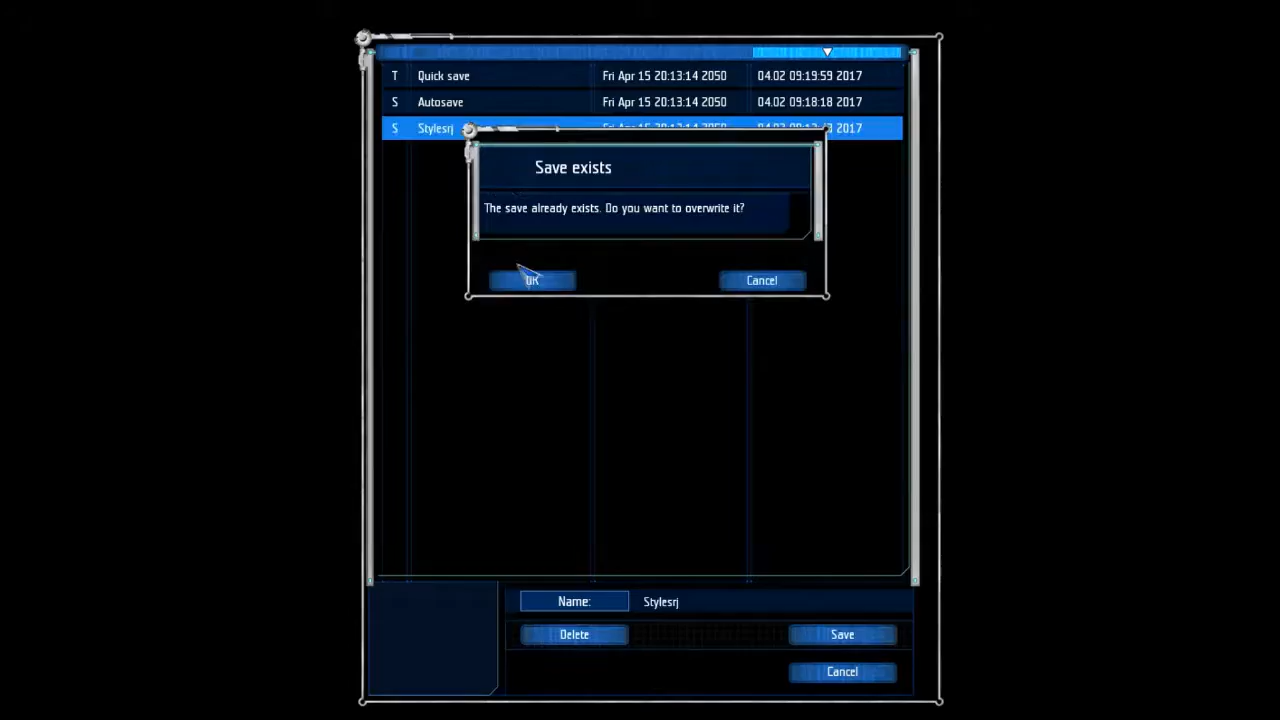 T Quick save Fri Apr 15 20:13:14 2050 04.02 09:19:59 2017
S Autosave Fri Apr 15 20:13:14 2050 04.02 09:18:18 2017
S Stylesrj 2017
Save exists
The save already exists. Do you want to overwrite it?
OK Cancel
Name: Stylesrj
Delete Save
Cancel